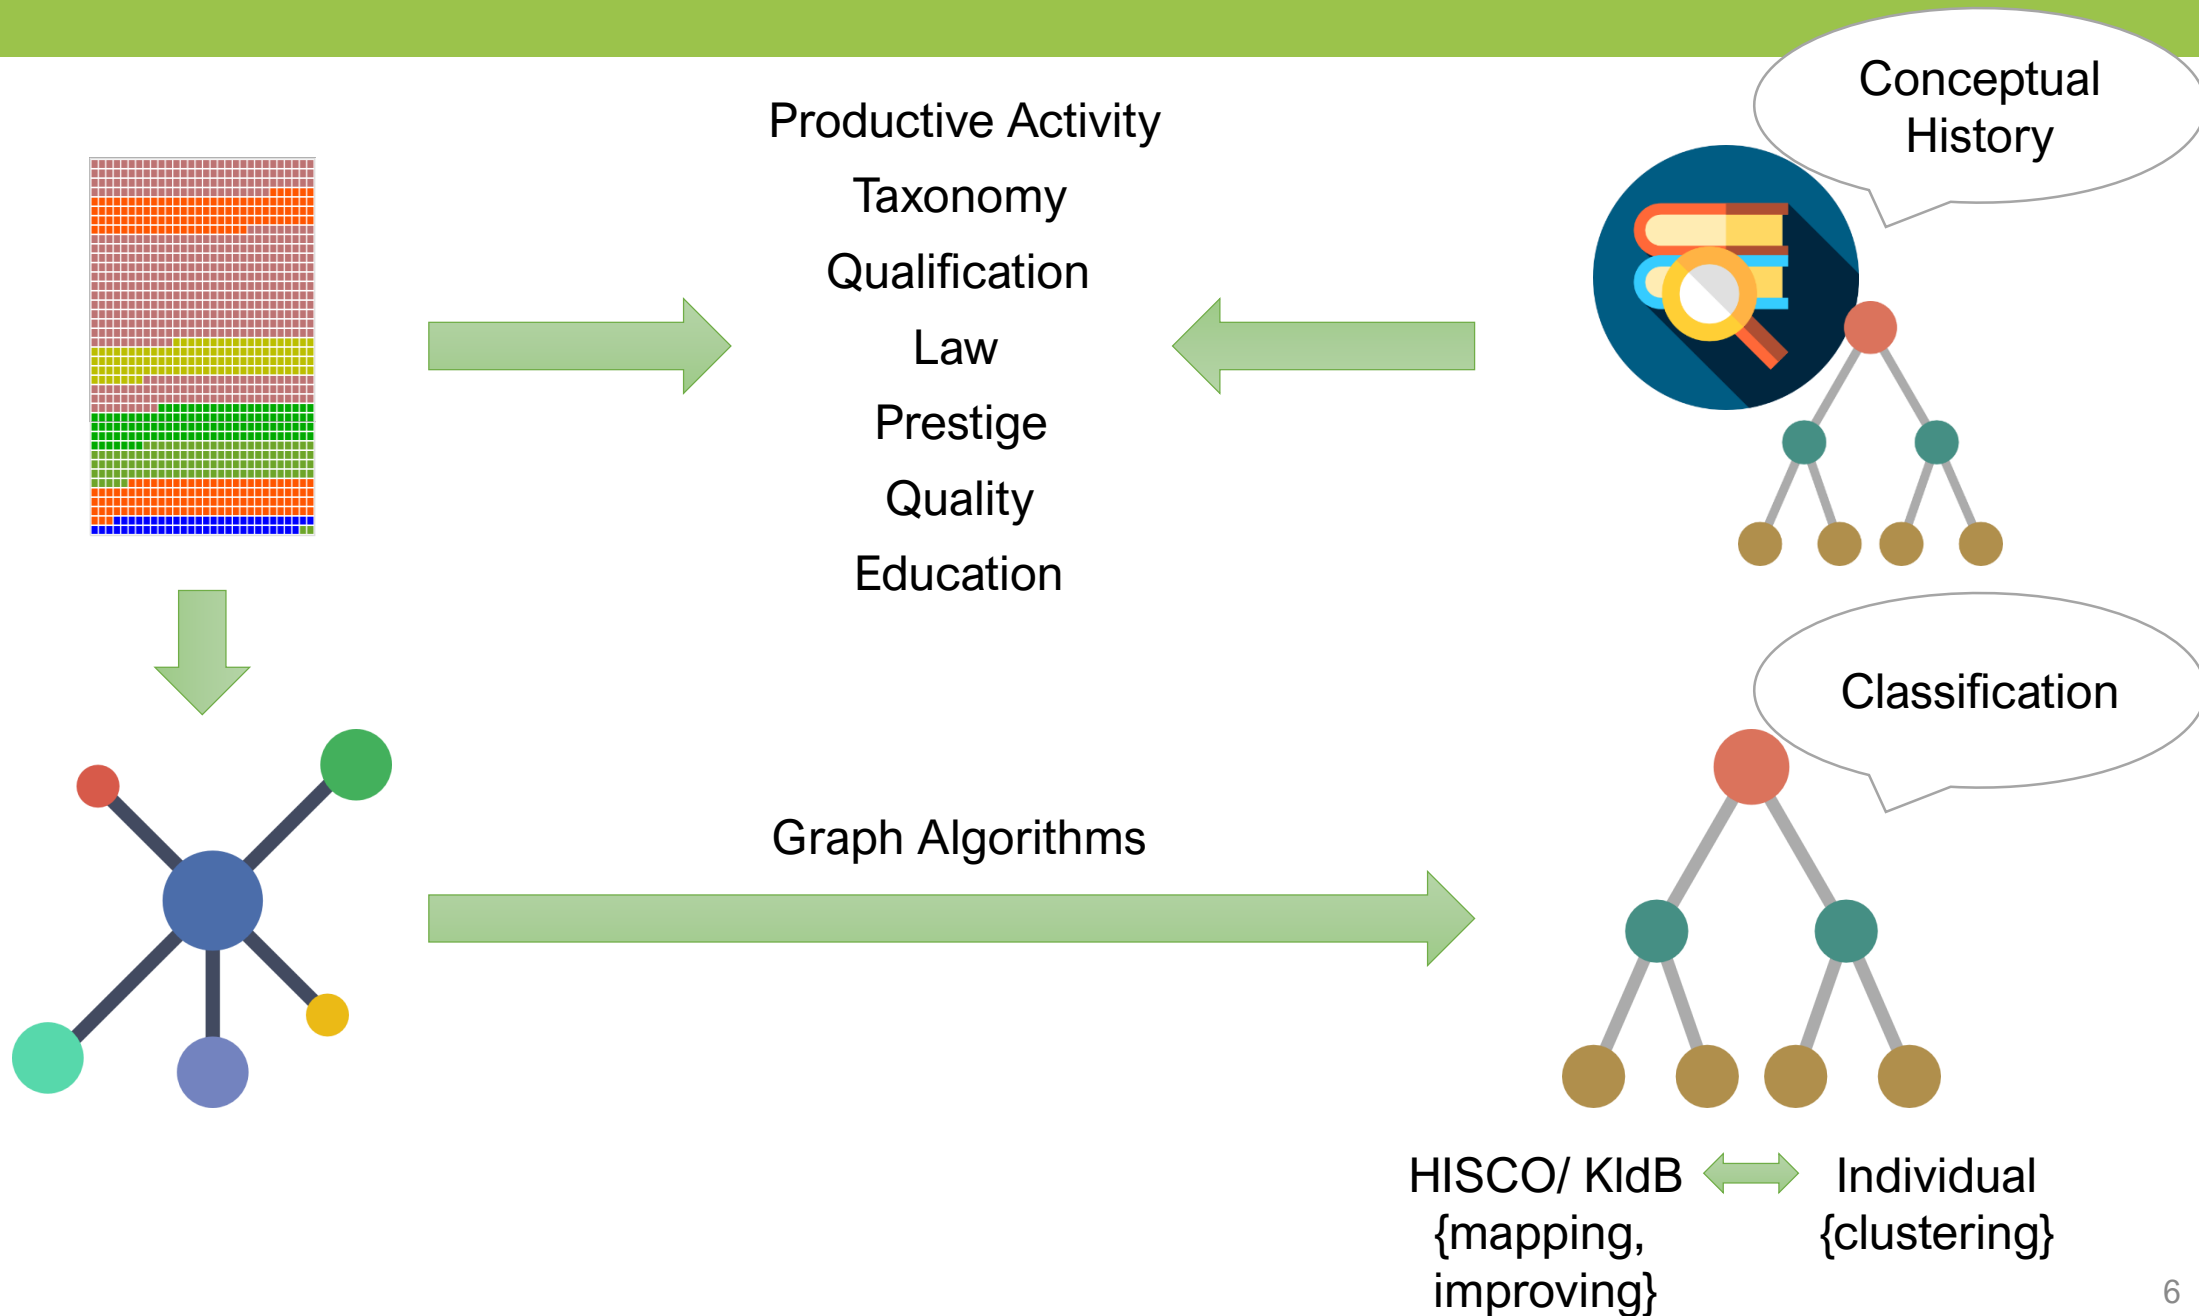 Conceptual
History
Productive Activity
Taxonomy
Qualification
Law
Prestige
Quality
Education
Classification
Graph Algorithms
HISCO/ KldB
{mapping,
improving}
Individual
{clustering}
6